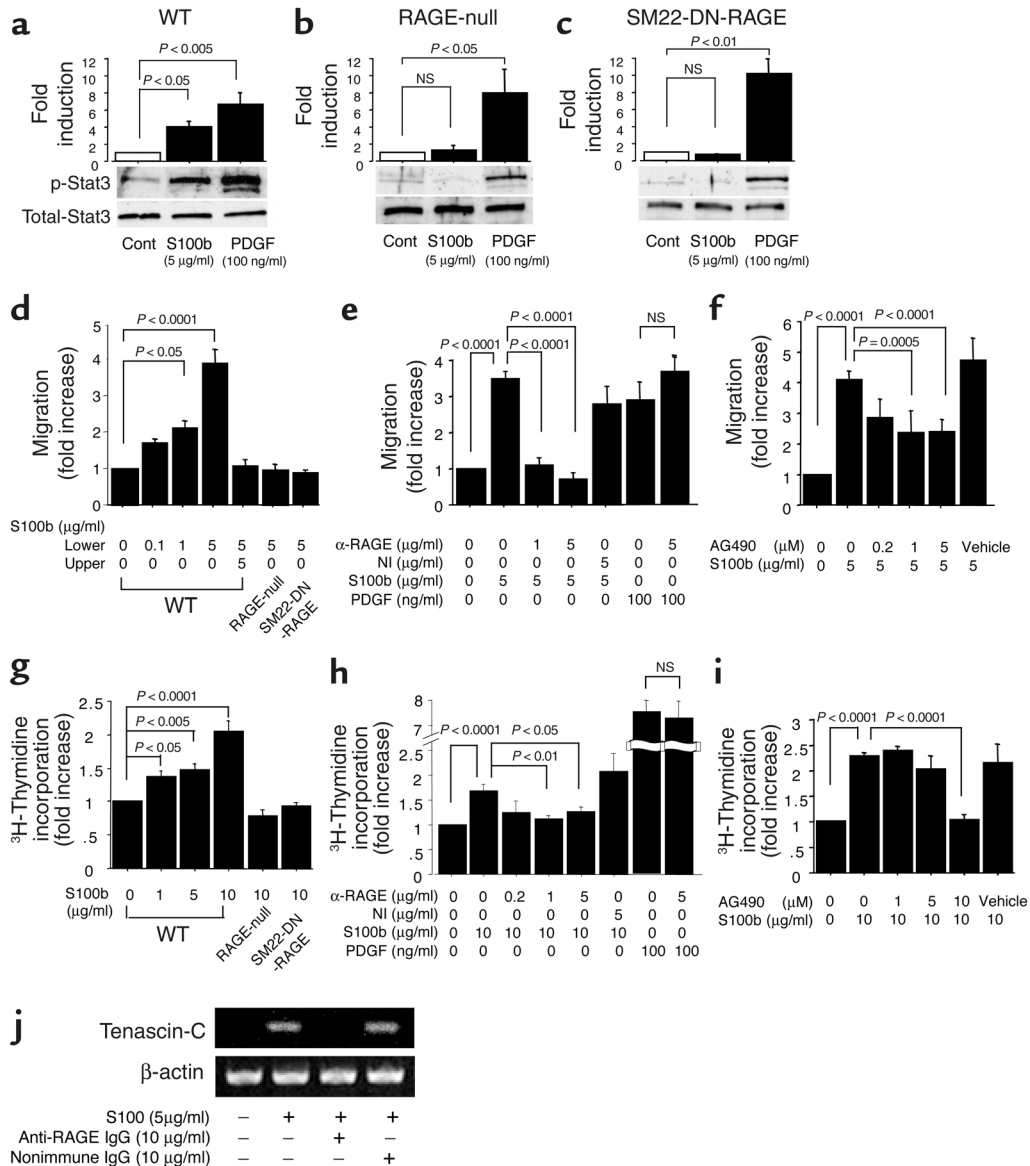 a
WT
P < 0.005
P < 0.05
Fold
induction
12
10
8
6
4
2
0
p-Stat3
Total-Stat3
Cont S100b PDGF
(5 μg/ml) (100 ng/ml)
b
RAGE-null
P < 0.05
NS
Fold
induction
12
10
8
6
4
2
0
Cont S100b PDGF
(5 μg/ml) (100 ng/ml)
c
SM22-DN-RAGE
P < 0.01
NS
Fold
induction
12
10
8
6
4
2
0
Cont S100b PDGF
(5 μg/ml) (100 ng/ml)
d
P < 0.0001
P < 0.05
Migration
(fold increase)
5
4
3
2
1
0
S100b (μg/ml)
Lower 0 0.1 1 5 5 5 5
Upper 0 0 0 0 5 0 0
WT
RAGE-null
SM22-DN
-RAGE
e
NS
P < 0.0001
P < 0.0001 P < 0.0001
Migration
(fold increase)
5
4
3
2
1
0
α-RAGE (μg/ml) 0 0 1 5 0 0 5
NI (μg/ml) 0 0 0 0 5 0 0
S100b (μg/ml) 0 5 5 5 5 0 0
PDGF (ng/ml) 0 0 0 0 0 100 100
f
P < 0.0001 P < 0.0001
P = 0.0005
Migration
(fold increase)
6
5
4
3
2
1
0
AG490 (μM) 0 0 0.2 1 5 Vehicle
S100b (μg/ml) 0 5 5 5 5 5
g
P < 0.0001
P < 0.005
P < 0.05
³H-Thymidine
incorporation
(fold increase)
2.5
2
1.5
1
.5
0
S100b
(μg/ml)
0 1 5 10 10 10
WT
RAGE-null
SM22-DN
-RAGE
h
NS
P < 0.0001 P < 0.05
P < 0.01
³H-Thymidine
incorporation
(fold increase)
8
7
2.5
2
1.5
1
.5
0
α-RAGE (μg/ml) 0 0 0.2 1 5 0 0 5
NI (μg/ml) 0 0 0 0 0 5 0 0
S100b (μg/ml) 0 10 10 10 10 10 0 0
PDGF (ng/ml) 0 0 0 0 0 0 100 100
i
P < 0.0001 P < 0.0001
³H-Thymidine
incorporation
(fold increase)
3
2.5
2
1.5
1
.5
0
AG490 (μM) 0 0 1 5 10 Vehicle
S100b (μg/ml) 0 10 10 10 10 10
j
Tenascin-C
β-actin
S100 (5μg/ml) – + + +
Anti-RAGE IgG (10 μg/ml) – – + –
Nonimmune IgG (10 μg/ml) – – – +